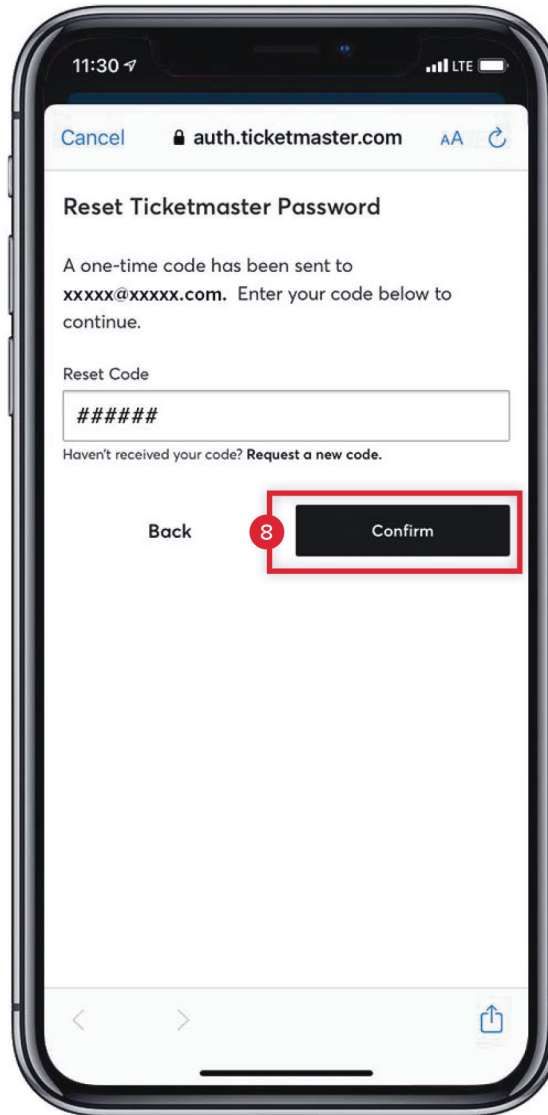 11:30 LTE
Cancel auth.ticketmaster.com AA
Reset Ticketmaster Password
A one-time code has been sent to
xxxxx@xxxxx.com. Enter your code below to
continue.
Reset Code
######
Haven't received your code? Request a new code.
Back 8 Confirm